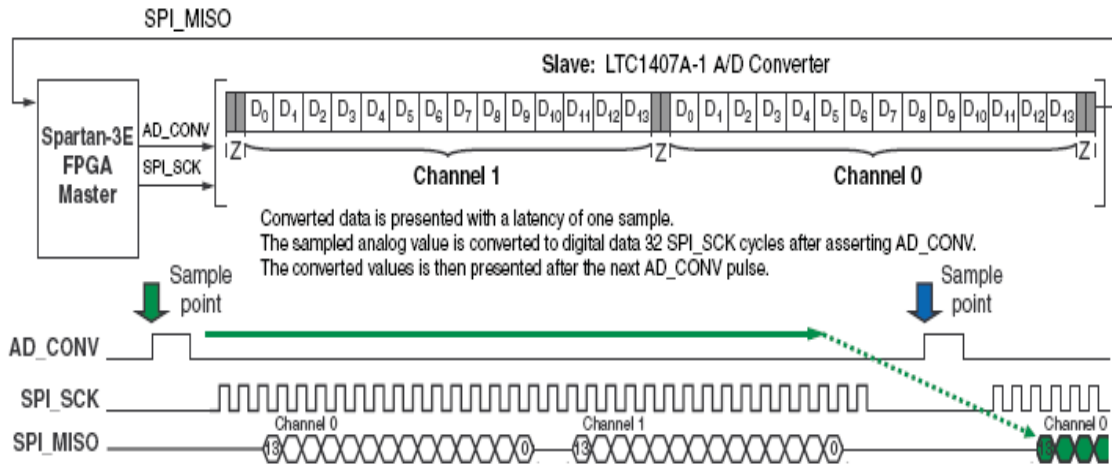 SPI_MISO
Slave: LTC1407A-1 A/D Converter
Spartan-3E
FPGA
Master
AD_CONV
SPI_SCK
D0 D1 D2 D3 D4 D5 D6 D7 D8 D9 D10 D11 D12 D13 D0 D1 D2 D3 D4 D5 D6 D7 D8 D9 D10 D11 D12 D13
Z Z Z
Channel 1 Channel 0
Converted data is presented with a latency of one sample.
The sampled analog value is converted to digital data 32 SPI_SCK cycles after asserting AD_CONV.
The converted values is then presented after the next AD_CONV pulse.
Sample
point
Sample
point
AD_CONV
SPI_SCK
Channel 0 Channel 1 Channel 0
SPI_MISO 13 0 13 0 13